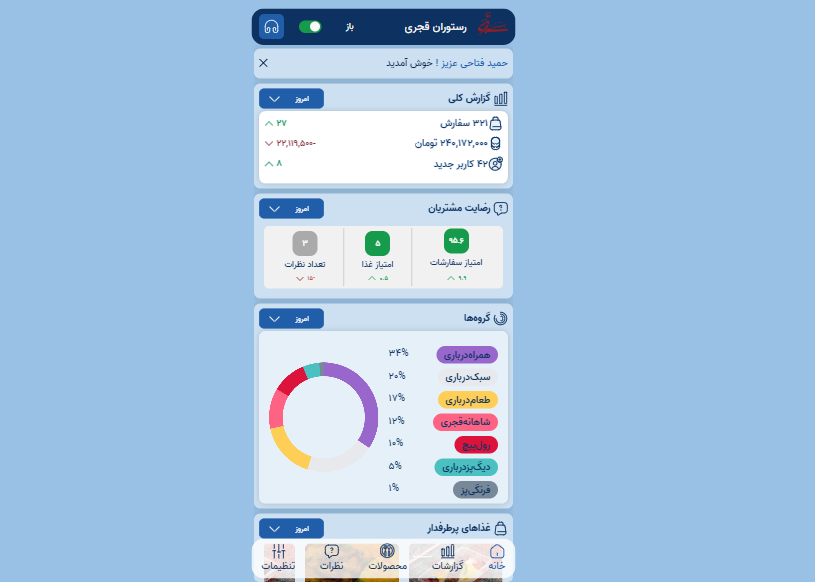 رستوران قجری
باز
حمید فتاحی عزیز ! خوش آمدید
گزارش کلی
امروز
۳۲۱ سفارش
۲۷
۲۴۰,۱۷۲,۰۰۰ تومان
-۲۲,۱۱۹,۵۰۰
۴۲ کاربر جدید
۸
رضایت مشتریان
امروز
۹۵.۶
۵
۳
امتیاز سفارشات
امتیاز غذا
تعداد نظرات
۹.۹
۰.۵
-۱۵
گروه‌ها
امروز
همراه‌درباری ۳۴%
سبک‌درباری ۲۰%
طعام‌درباری ۱۷%
شاهانه‌قجری ۱۲%
رول‌پیچ ۱۰%
دیگ‌پزدرباری ۵%
فرنگی‌پز ۱%
غذاهای پرطرفدار
امروز
خانه
گزارشات
محصولات
نظرات
تنظیمات